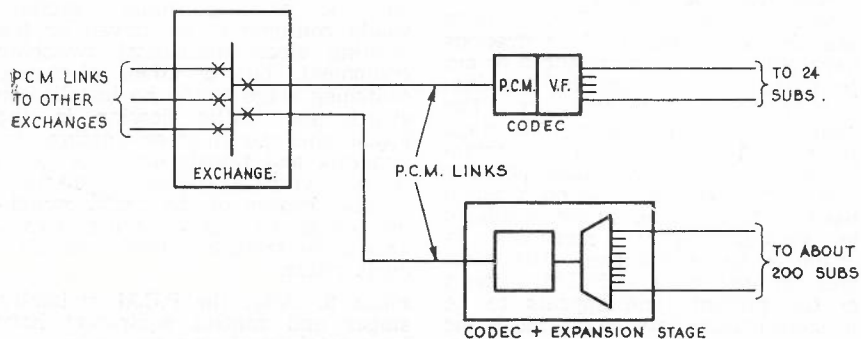 P.C.M LINKS
TO OTHER
EXCHANGES
EXCHANGE.
P.C.M.
V.F.
CODEC
TO 24
SUBS.
P.C.M. LINKS
TO ABOUT
200 SUBS
CODEC + EXPANSION STAGE